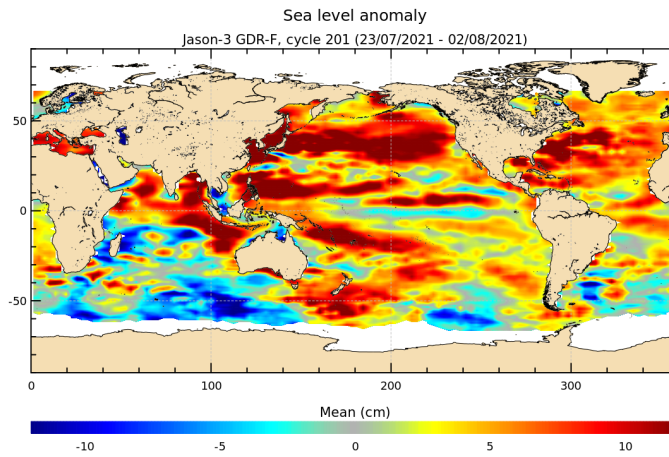 Sea level anomaly
Jason-3 GDR-F, cycle 201 (23/07/2021 - 02/08/2021)
50
0
-50
0 100 200 300
Mean (cm)
-10 -5 0 5 10